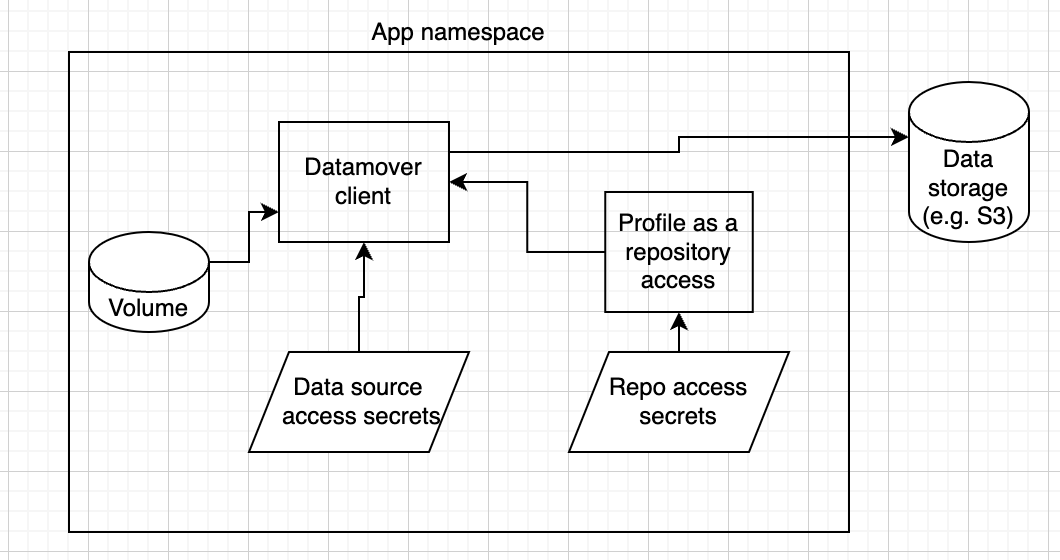 App namespace
Datamover
client
Data
storage
(e.g. S3)
Profile as a
repository
access
Volume
Data source
access secrets
Repo access
secrets